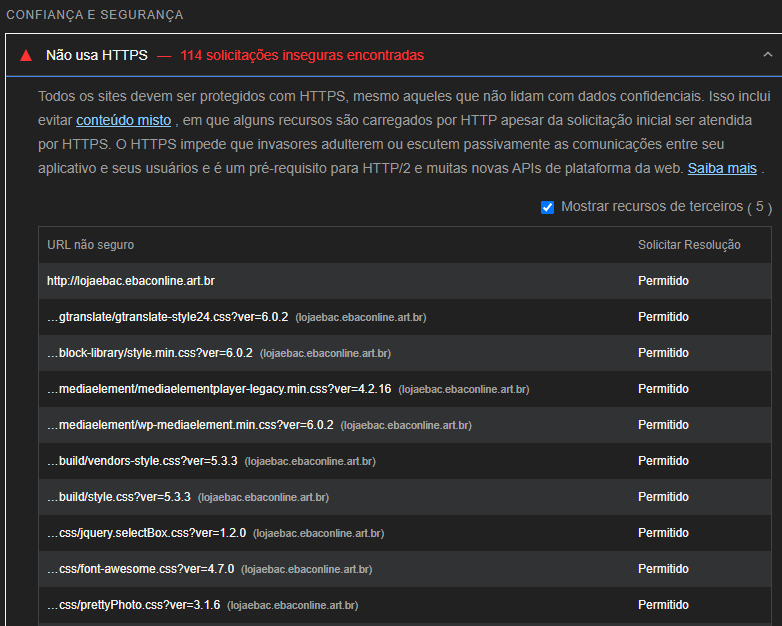 CONFIANÇA E SEGURANÇA
Não usa HTTPS — 114 solicitações inseguras encontradas
Todos os sites devem ser protegidos com HTTPS, mesmo aqueles que não lidam com dados confidenciais. Isso inclui
evitar conteúdo misto , em que alguns recursos são carregados por HTTP apesar da solicitação inicial ser atendida
por HTTPS. O HTTPS impede que invasores adulterem ou escutem passivamente as comunicações entre seu
aplicativo e seus usuários e é um pré-requisito para HTTP/2 e muitas novas APIs de plataforma da web. Saiba mais .
Mostrar recursos de terceiros ( 5 )
URL não seguro Solicitar Resolução
http://lojaebac.ebaconline.art.br Permitido
…gtranslate/gtranslate-style24.css?ver=6.0.2 (lojaebac.ebaconline.art.br) Permitido
…block-library/style.min.css?ver=6.0.2 (lojaebac.ebaconline.art.br) Permitido
…mediaelement/mediaelementplayer-legacy.min.css?ver=4.2.16 (lojaebac.ebaconline.art.br) Permitido
…mediaelement/wp-mediaelement.min.css?ver=6.0.2 (lojaebac.ebaconline.art.br) Permitido
…build/vendors-style.css?ver=5.3.3 (lojaebac.ebaconline.art.br) Permitido
…build/style.css?ver=5.3.3 (lojaebac.ebaconline.art.br) Permitido
…css/jquery.selectBox.css?ver=1.2.0 (lojaebac.ebaconline.art.br) Permitido
…css/font-awesome.css?ver=4.7.0 (lojaebac.ebaconline.art.br) Permitido
…css/prettyPhoto.css?ver=3.1.6 (lojaebac.ebaconline.art.br) Permitido